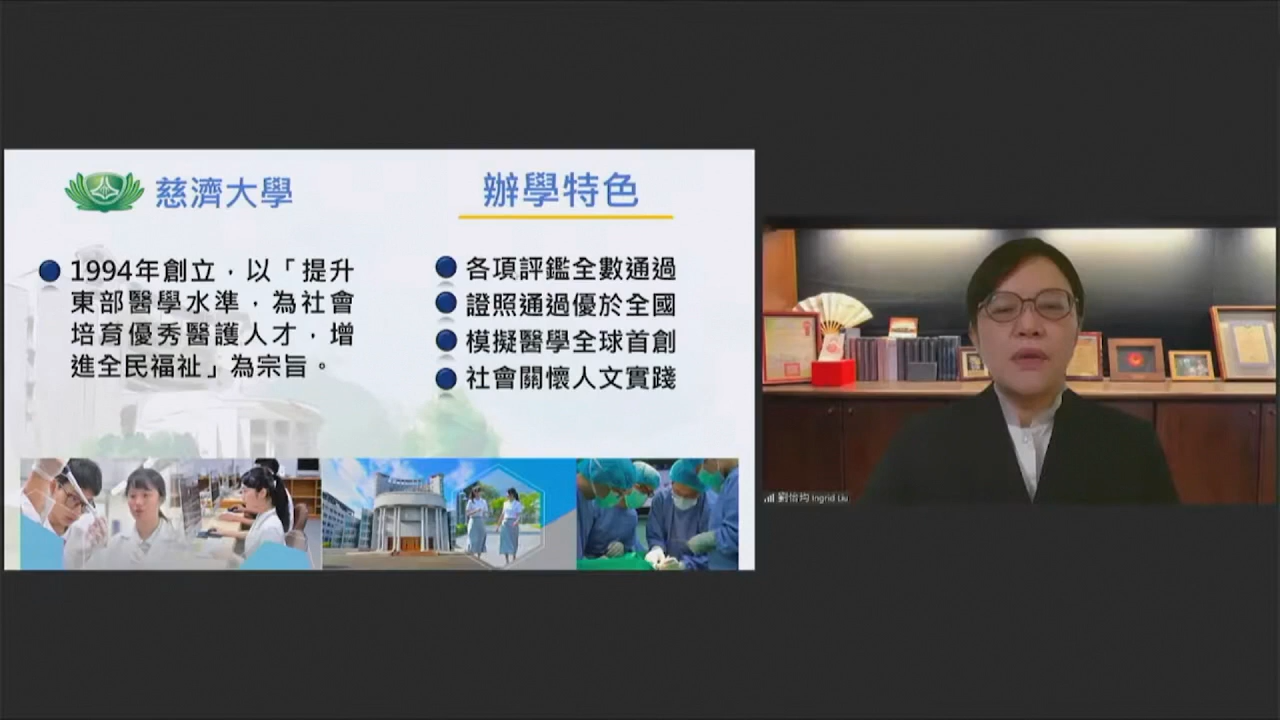 慈濟大學
辦學特色
1994年創立，以「提升
東部醫學水準，為社會
培育優秀醫護人才，增
進全民福祉」為宗旨。
各項評鑑全數通過
證照通過優於全國
模擬醫學全球首創
社會關懷人文實踐
劉怡均 Ingrid Liu